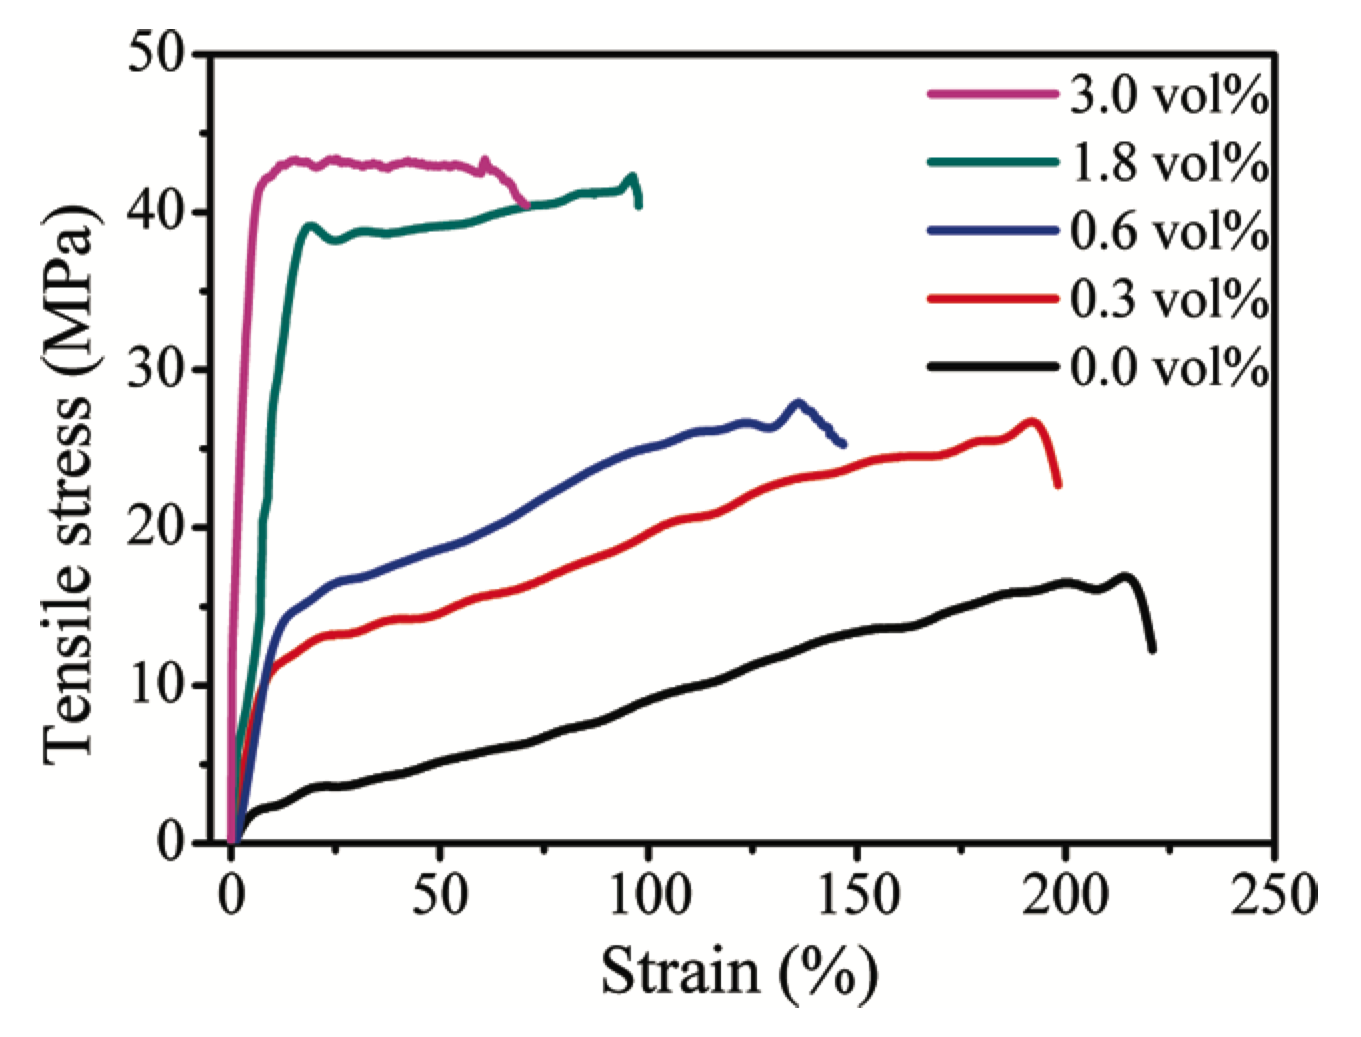 50
40
30
20
10
0
Tensile stress (MPa)
3.0 vol%
1.8 vol%
0.6 vol%
0.3 vol%
0.0 vol%
0 50 100 150 200 250
Strain (%)